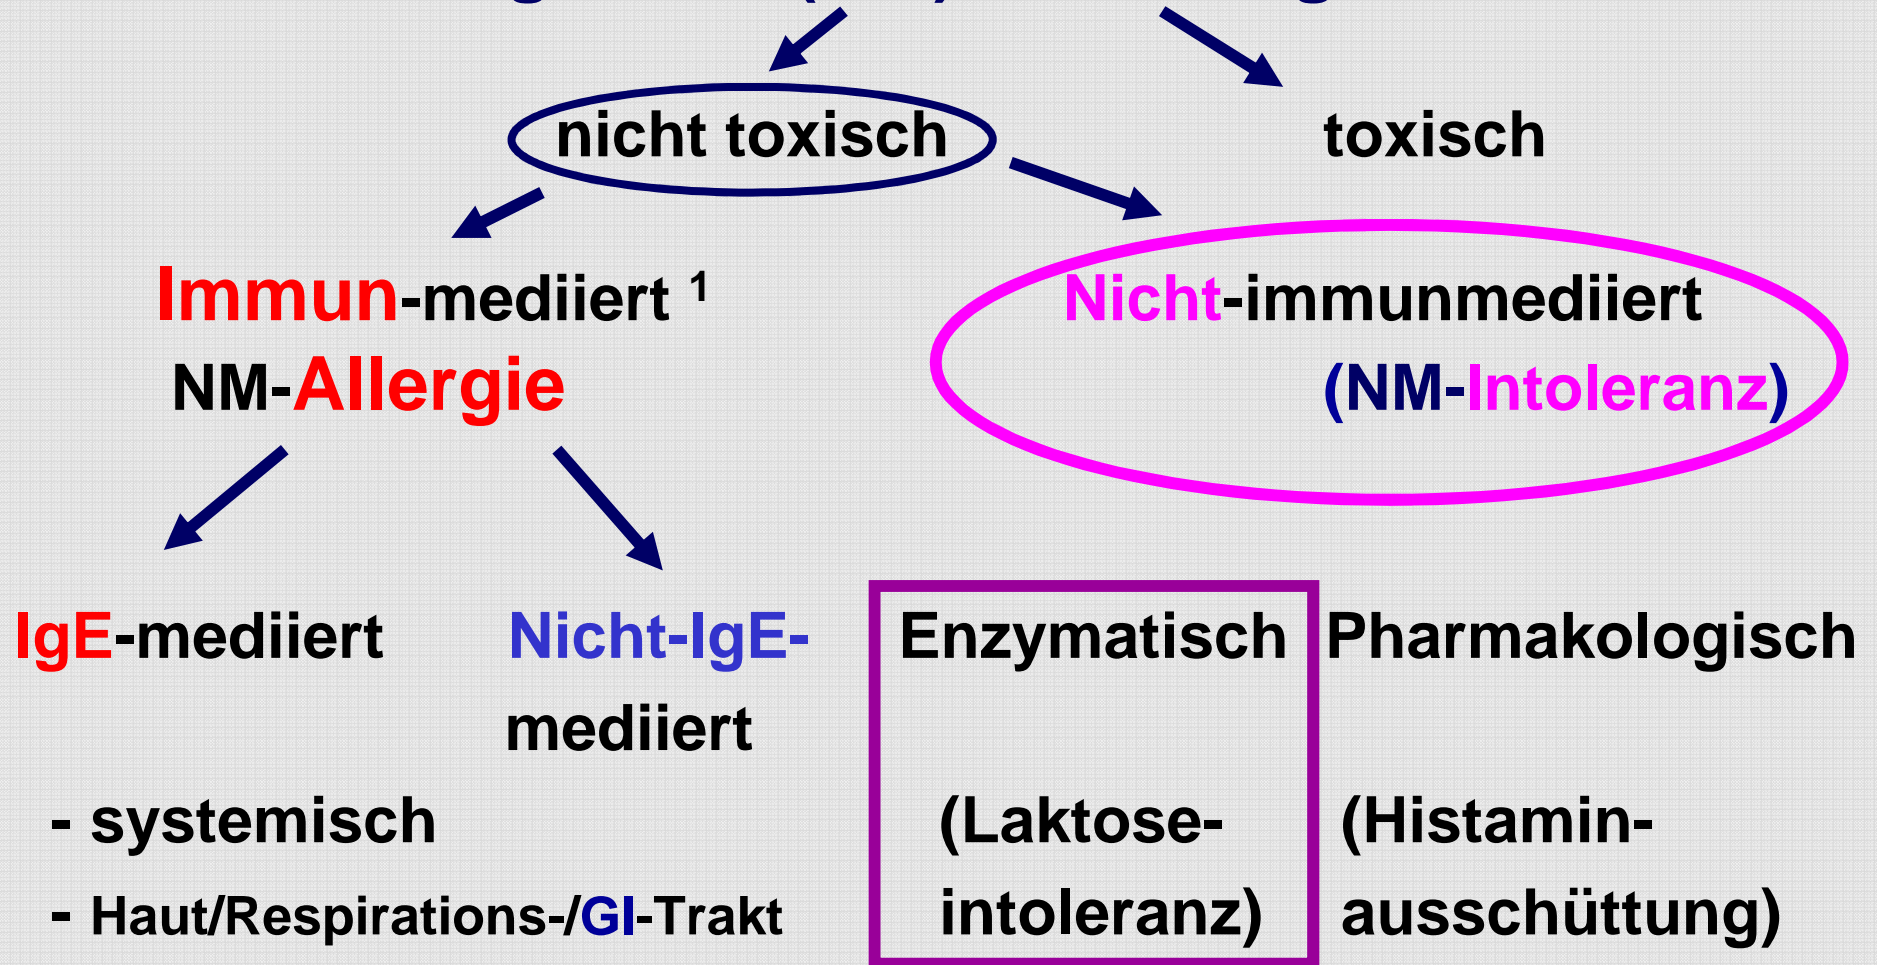 nicht toxisch toxisch
Immun-mediiert ¹ Nicht-immunmediiert
NM-Allergie (NM-Intoleranz)
IgE-mediiert Nicht-IgE- Enzymatisch Pharmakologisch
mediiert
- systemisch (Laktose- (Histamin-
- Haut/Respirations-/GI-Trakt intoleranz) ausschüttung)